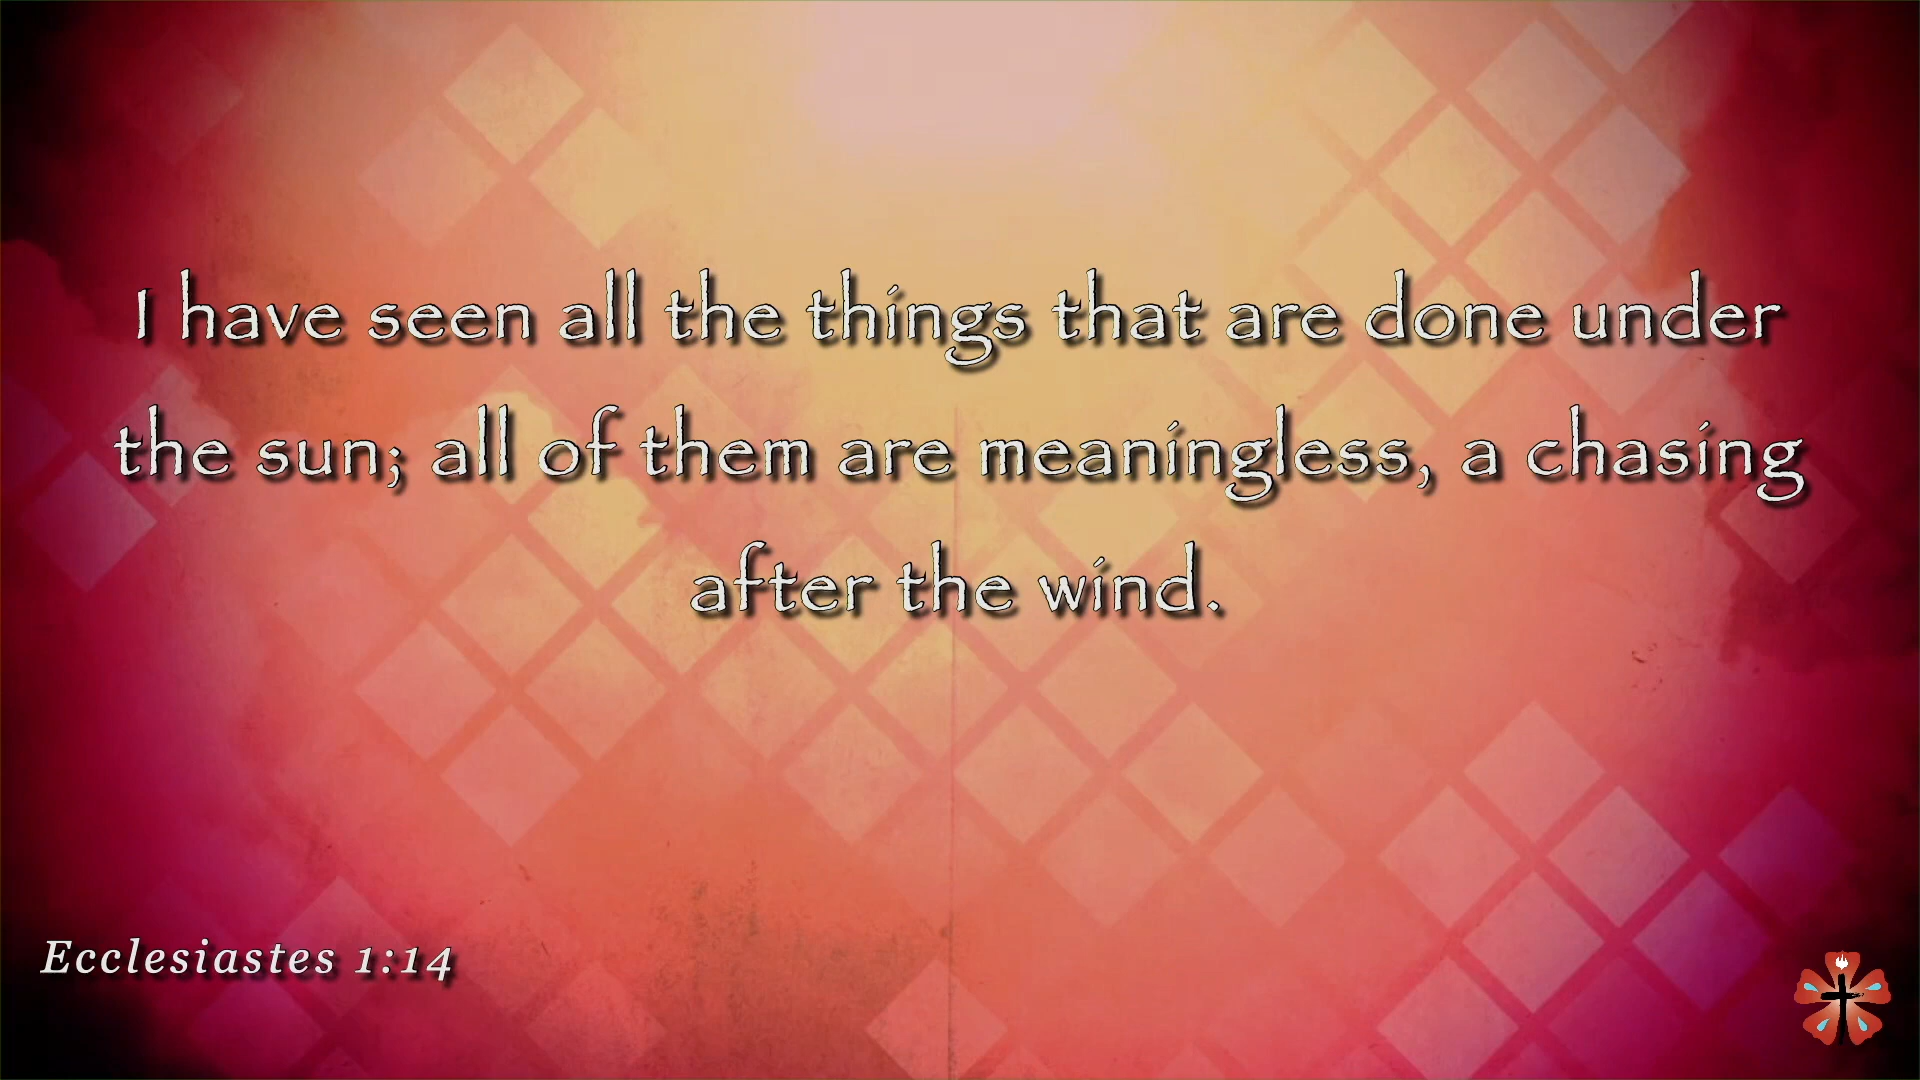 I have seen all the things that are done under
the sun; all of them are meaningless, a chasing
after the wind.
Ecclesiastes 1:14